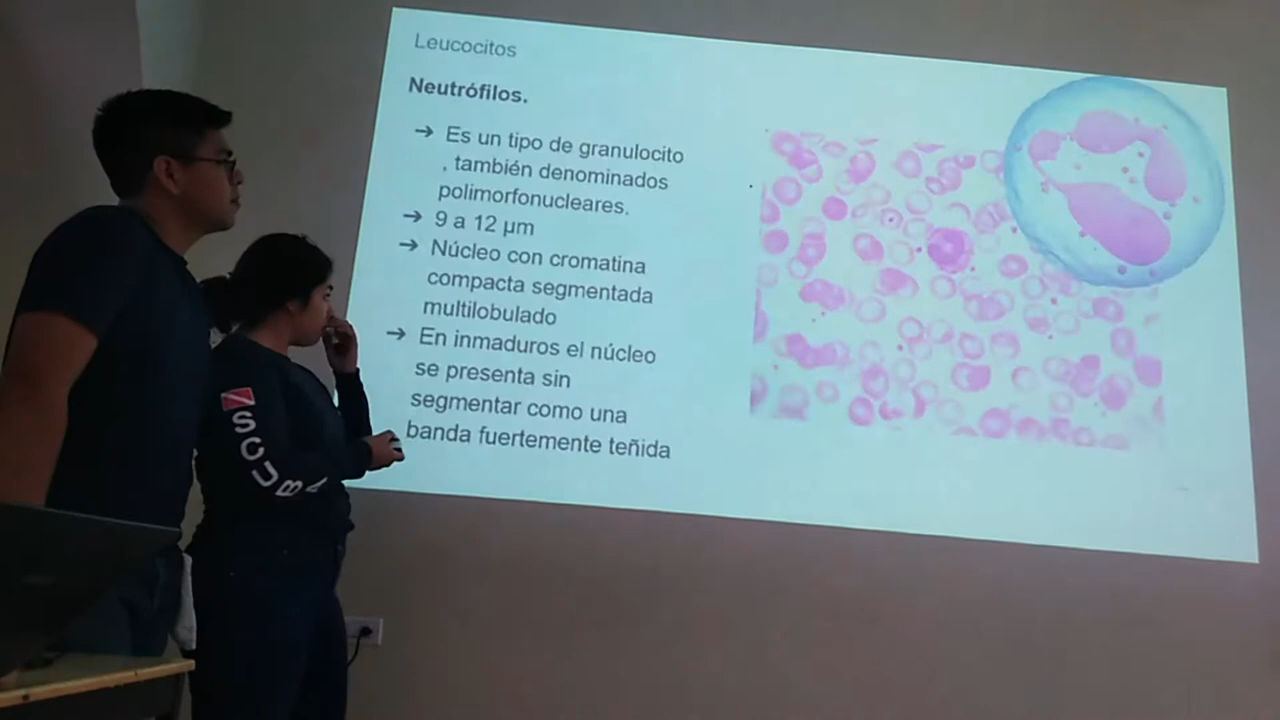 Leucocitos
Neutrófilos.
➔ Es un tipo de granulocito
, también denominados
polimorfonucleares.
➔ 9 a 12 µm
➔ Núcleo con cromatina
compacta segmentada
multilobulado
➔ En inmaduros el núcleo
se presenta sin
segmentar como una
banda fuertemente teñida
SCUBA